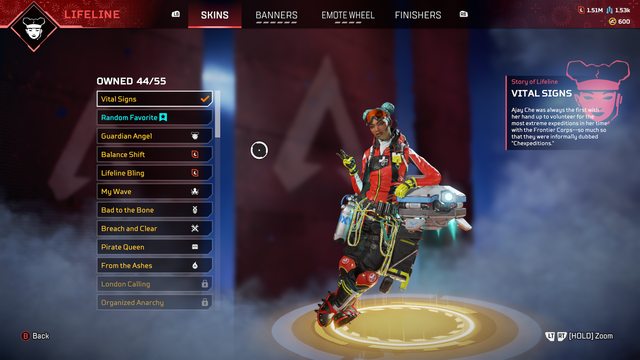 LIFELINE
LB
SKINS
BANNERS
EMOTE WHEEL
FINISHERS
RB
1.51M
1.53k
600
OWNED 44/55
Vital Signs
Random Favorite
Guardian Angel
Balance Shift
Lifeline Bling
My Wave
Bad to the Bone
Breach and Clear
Pirate Queen
From the Ashes
London Calling
Organized Anarchy
Story of Lifeline
VITAL SIGNS
Ajay Che was always the first with
her hand up to volunteer for the
most extreme expeditions in her time
with the Frontier Corps--so much so
that they were informally dubbed
"Chexpeditions."
B Back
LT RT [HOLD] Zoom